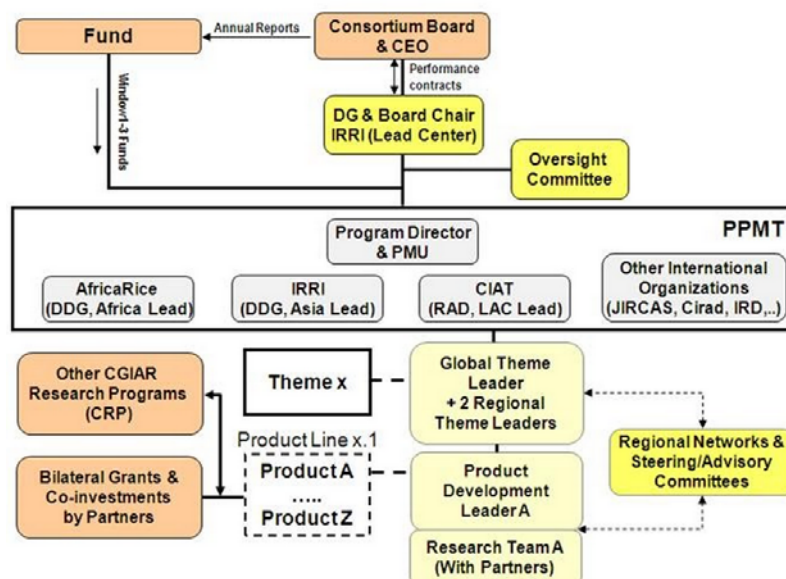 Fund
Annual Reports
Consortium Board
& CEO
Performance
contracts
Window1-3 Funds
DG & Board Chair
IRRI (Lead Center)
Oversight
Committee
PPMT
Program Director
& PMU
AfricaRice
(DDG, Africa Lead)
IRRI
(DDG, Asia Lead)
CIAT
(RAD, LAC Lead)
Other International
Organizations
(JIRCAS, Cirad, IRD,..)
Other CGIAR
Research Programs
(CRP)
Theme x
Global Theme
Leader
+ 2 Regional
Theme Leaders
Product Line x.1
Product A
.....
Product Z
Bilateral Grants &
Co-investments
by Partners
Product
Development
Leader A
Regional Networks &
Steering/Advisory
Committees
Research Team A
(With Partners)